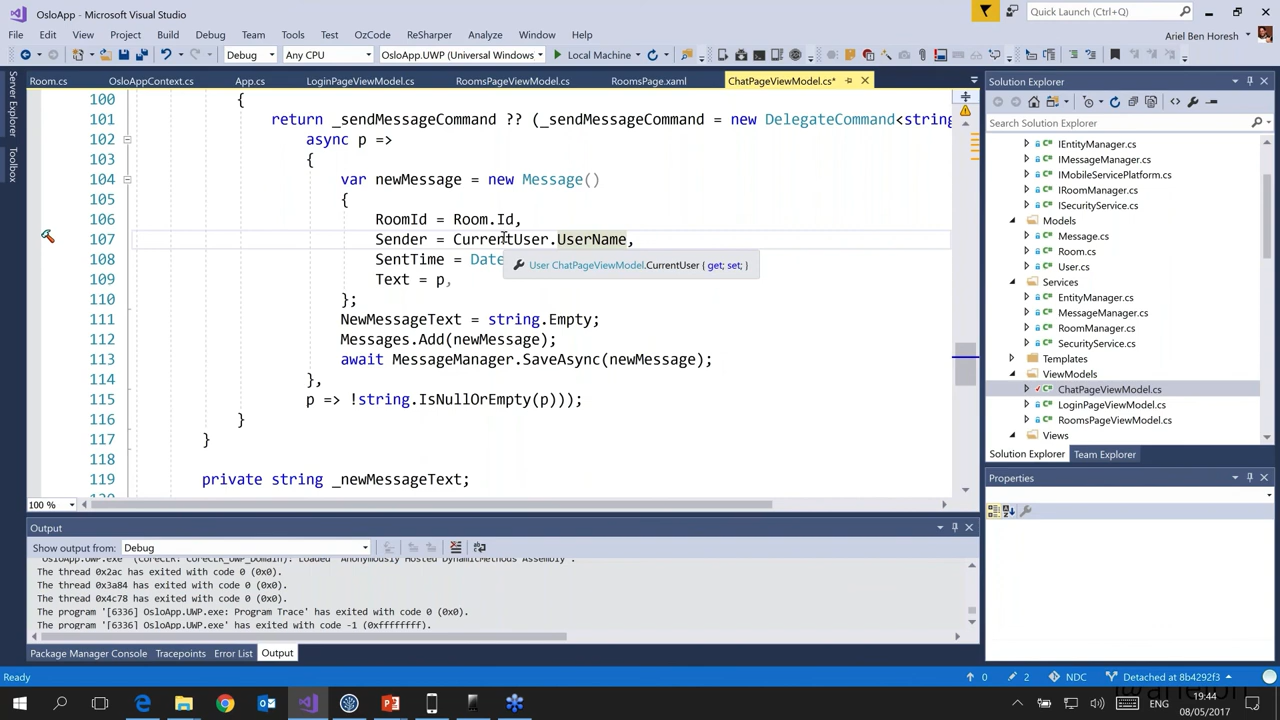 OsloApp - Microsoft Visual Studio
Quick Launch (Ctrl+Q)
File Edit View Project Build Debug Team Tools Test OzCode ReSharper Analyze Window Help
Ariel Ben Horesh
Debug Any CPU OsloApp.UWP (Universal Windows Local Machine
Room.cs OsloAppContext.cs App.cs LoginPageViewModel.cs RoomsPageViewModel.cs RoomsPage.xaml ChatPageViewModel.cs*
Server Explorer
Toolbox
100 {
101 return _sendMessageCommand ?? (_sendMessageCommand = new DelegateCommand<string
102 async p =>
103 {
104 var newMessage = new Message()
105 {
106 RoomId = Room.Id,
107 Sender = CurrentUser.UserName,
108 SentTime = Date
User ChatPageViewModel.CurrentUser { get; set; }
109 Text = p,
110 };
111 NewMessageText = string.Empty;
112 Messages.Add(newMessage);
113 await MessageManager.SaveAsync(newMessage);
114 },
115 p => !string.IsNullOrEmpty(p)));
116 }
117 }
118
119 private string _newMessageText;
100 %
Solution Explorer
Search Solution Explorer
IEntityManager.cs
IMessageManager.cs
IMobileServicePlatform.cs
IRoomManager.cs
ISecurityService.cs
Models
Message.cs
Room.cs
User.cs
Services
EntityManager.cs
MessageManager.cs
RoomManager.cs
SecurityService.cs
Templates
ViewModels
ChatPageViewModel.cs
LoginPageViewModel.cs
RoomsPageViewModel.cs
Views
Solution Explorer Team Explorer
Properties
Output
Show output from: Debug
OsloApp.UWP.exe' (CoreCLR: CoreCLR_UWP_Domain): Loaded 'Anonymously Hosted DynamicMethods Assembly'.
The thread 0x2ac has exited with code 0 (0x0).
The thread 0x3a84 has exited with code 0 (0x0).
The thread 0x4c78 has exited with code 0 (0x0).
The program '[6336] OsloApp.UWP.exe: Program Trace' has exited with code 0 (0x0).
The program '[6336] OsloApp.UWP.exe' has exited with code -1 (0xffffffff).
Package Manager Console Tracepoints Error List Output
Ready
0 2 NDC Detached at 8b4292f3
ENG
19:44
08/05/2017